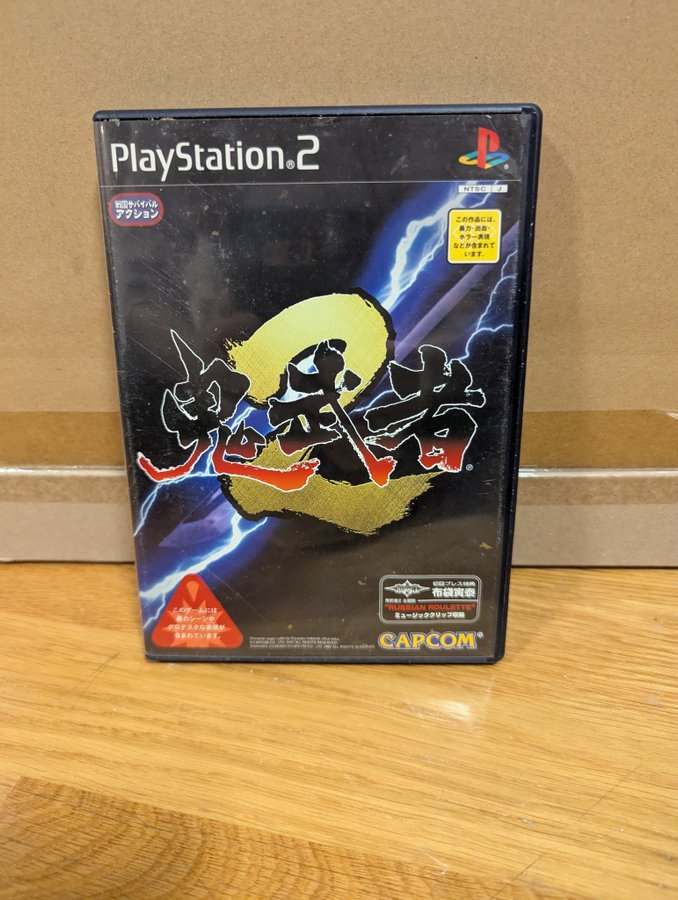 PlayStation®2
NTSC J
戦国サバイバル
アクション
この作品には、
暴力・出血・
ホラー表現
などが含まれて
います。
2
鬼武者
®
初回プレス特典
布袋寅泰
"RUSSIAN ROULETTE"
ミュージッククリップ収録
このゲームには
暴力シーンや
グロテスクな表現が
含まれています。
CAPCOM